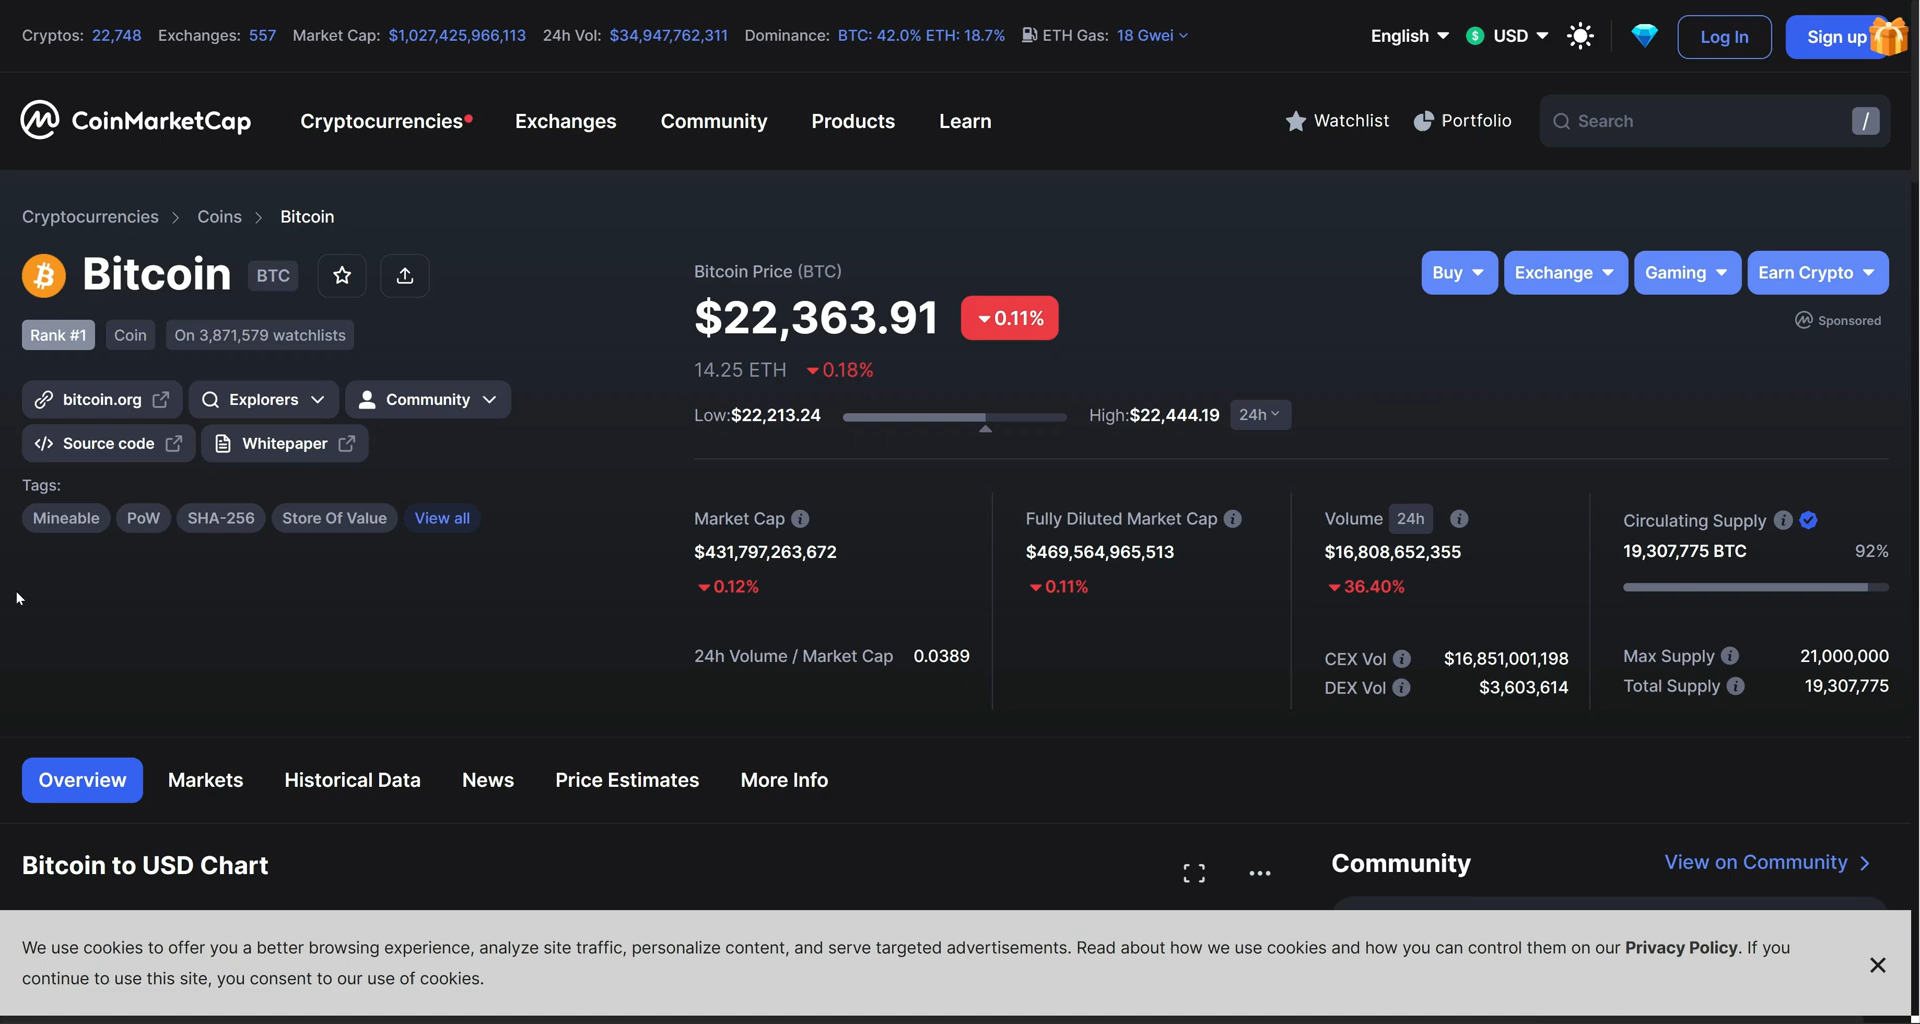 Cryptos: 22,748 Exchanges: 557 Market Cap: $1,027,425,966,113 24h Vol: $34,947,762,311 Dominance: BTC: 42.0% ETH: 18.7% ETH Gas: 18 Gwei English USD Log In Sign up
CoinMarketCap Cryptocurrencies Exchanges Community Products Learn Watchlist Portfolio Search /
Cryptocurrencies > Coins > Bitcoin
Bitcoin BTC
Rank #1 Coin On 3,871,579 watchlists
bitcoin.org Explorers Community
Source code Whitepaper
Tags:
Mineable PoW SHA-256 Store Of Value View all
Bitcoin Price (BTC)
$22,363.91 0.11%
14.25 ETH 0.18%
Low:$22,213.24 High:$22,444.19 24h
Buy Exchange Gaming Earn Crypto
Sponsored
Market Cap
$431,797,263,672
0.12%
24h Volume / Market Cap 0.0389
Fully Diluted Market Cap
$469,564,965,513
0.11%
Volume 24h
$16,808,652,355
36.40%
CEX Vol $16,851,001,198
DEX Vol $3,603,614
Circulating Supply
19,307,775 BTC 92%
Max Supply 21,000,000
Total Supply 19,307,775
Overview Markets Historical Data News Price Estimates More Info
Bitcoin to USD Chart
Community View on Community >
We use cookies to offer you a better browsing experience, analyze site traffic, personalize content, and serve targeted advertisements. Read about how we use cookies and how you can control them on our Privacy Policy. If you
continue to use this site, you consent to our use of cookies.